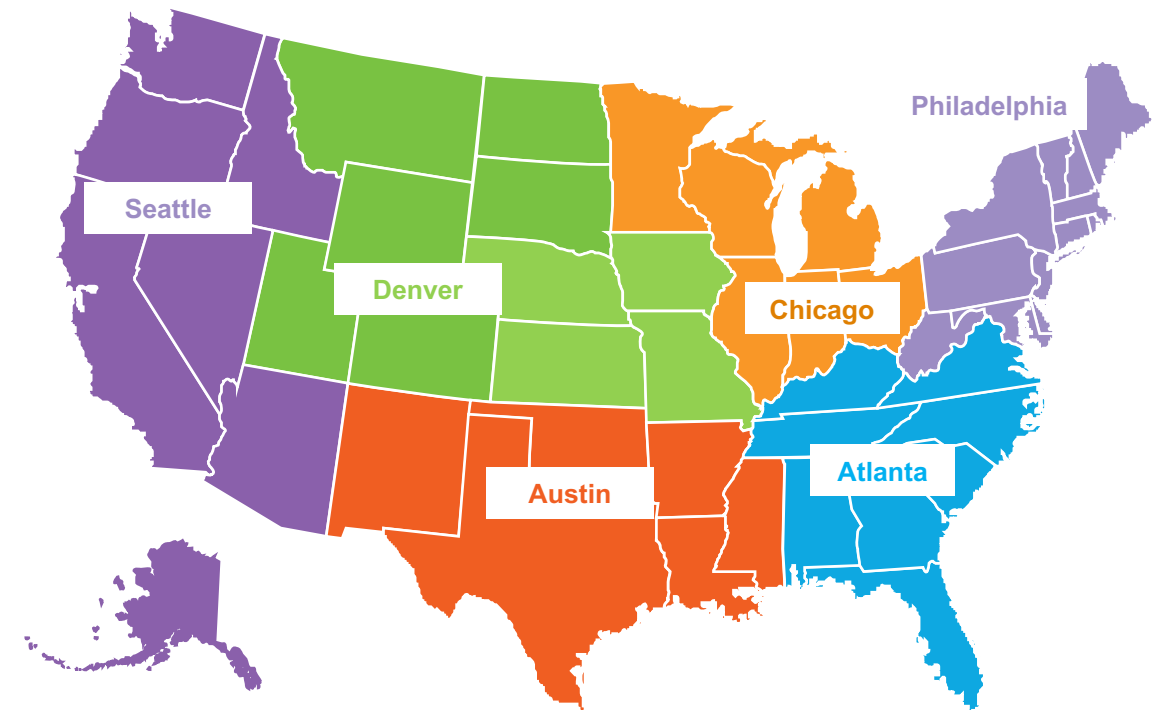 Philadelphia
Seattle
Denver
Chicago
Atlanta
Austin